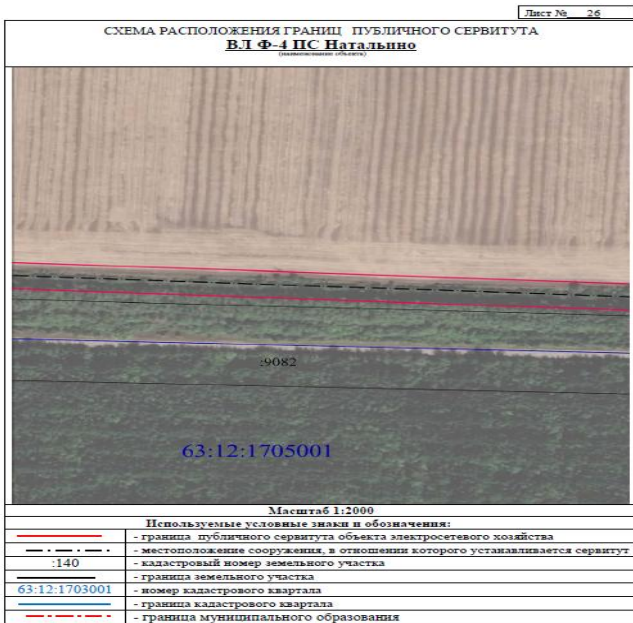 Лист № 26
СХЕМА РАСПОЛОЖЕНИЯ ГРАНИЦ ПУБЛИЧНОГО СЕРВИТУТА
ВЛ Ф-4 ПС Натальино
(наименование объекта)
:9082
63:12:1705001
Масштаб 1:2000
Используемые условные знаки и обозначения:
- граница публичного сервитута объекта электросетевого хозяйства
- местоположение сооружения, в отношении которого устанавливается сервитут
:140 - кадастровый номер земельного участка
- граница земельного участка
63:12:1703001 - номер кадастрового квартала
- граница кадастрового квартала
- граница муниципального образования